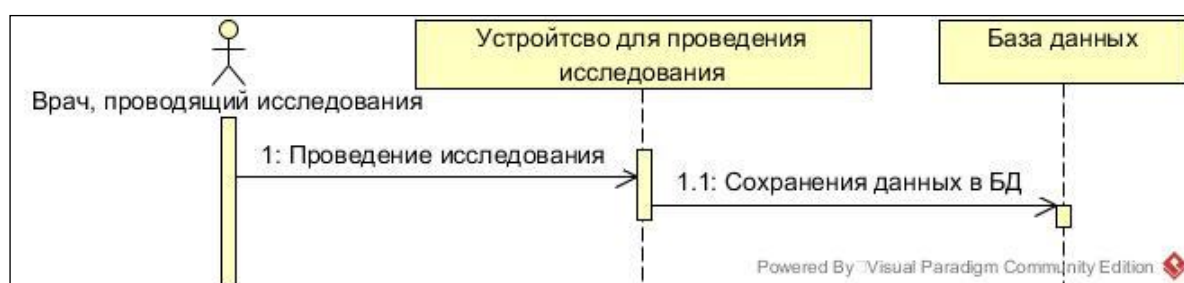 Устройтсво для проведения
исследования
База данных
Врач, проводящий исследования
1: Проведение исследования
1.1: Сохранения данных в БД
Powered By Visual Paradigm Community Edition